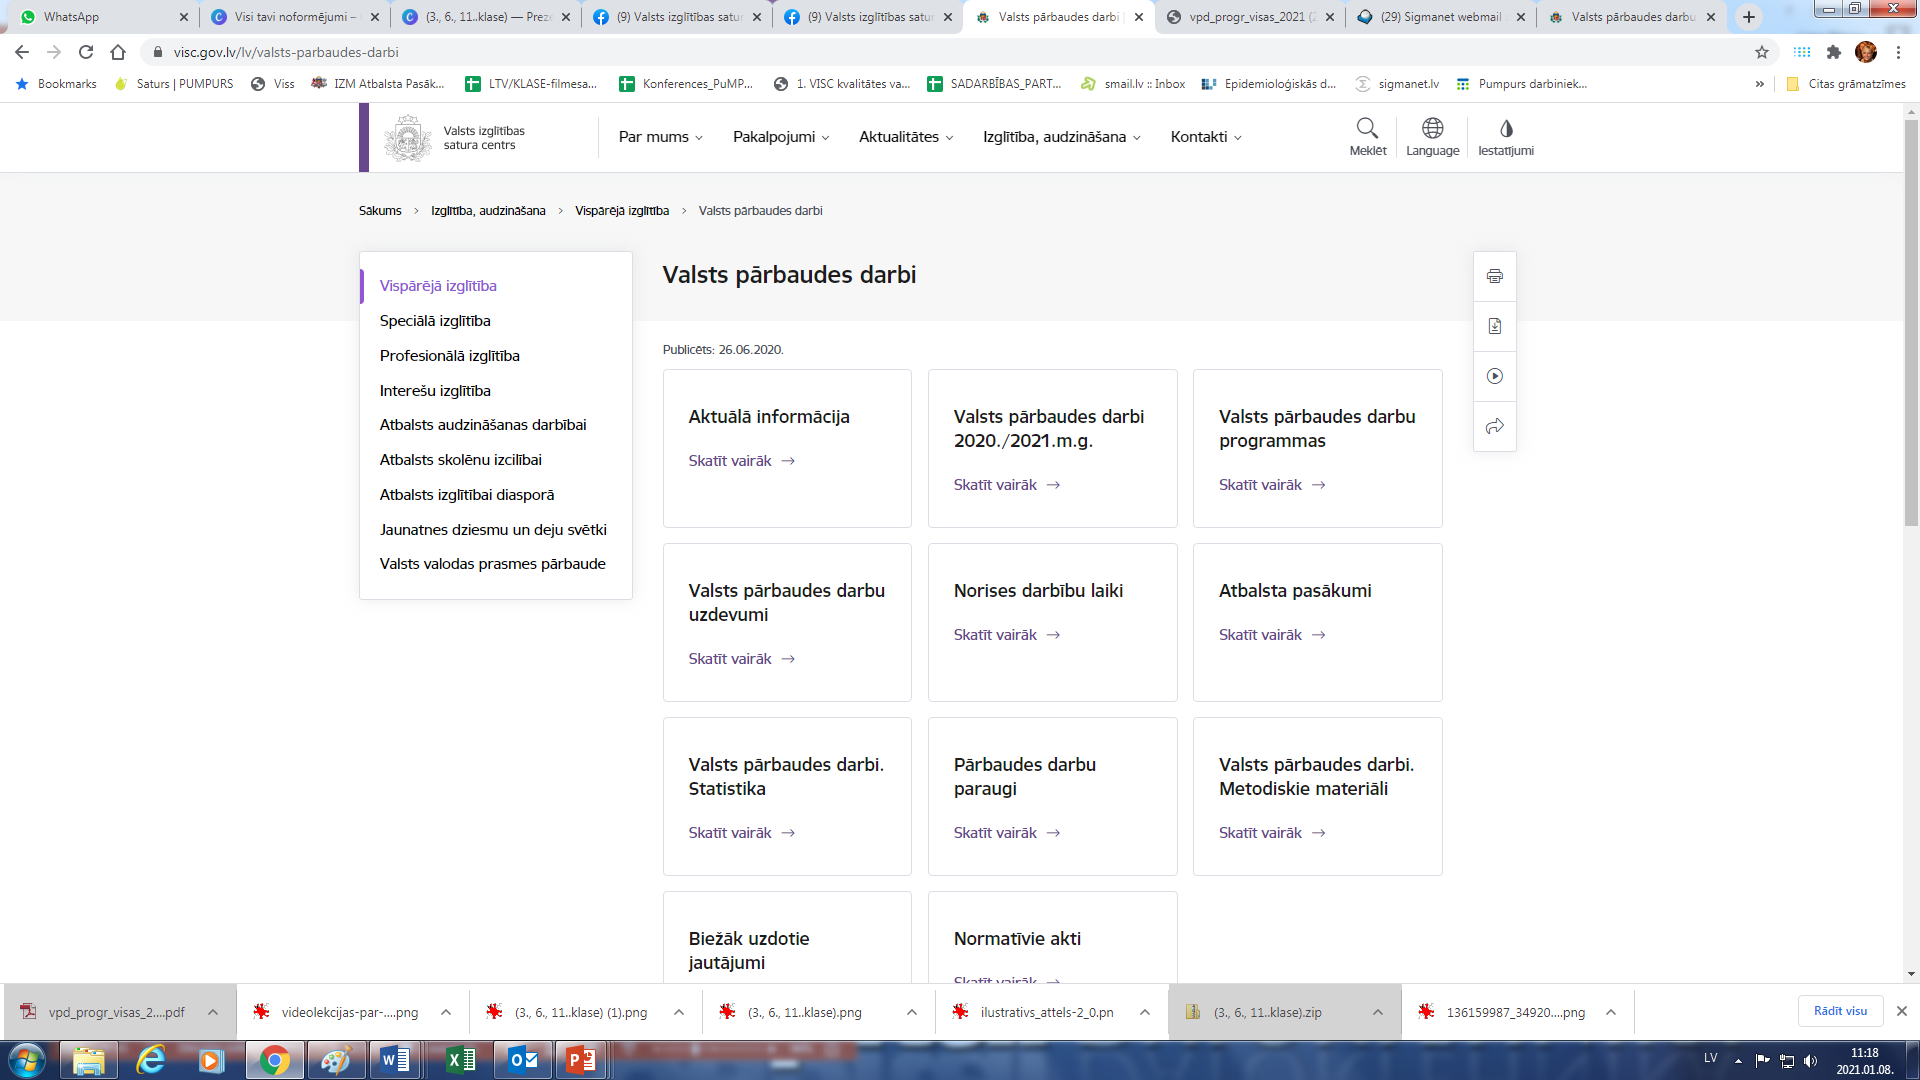 WhatsApp
Visi tavi noformējumi –
(3., 6., 11..klase) — Preze
(9) Valsts izglītības satur
(9) Valsts izglītības satur
Valsts pārbaudes darbi
vpd_progr_visas_2021 (2
(29) Sigmanet webmail
Valsts pārbaudes darbu
visc.gov.lv/lv/valsts-parbaudes-darbi
Bookmarks
Saturs | PUMPURS
Viss
IZM Atbalsta Pasāk...
LTV/KLASE-filmesa...
Konferences_PuMP...
1. VISC kvalitātes va...
SADARBĪBAS_PART...
smail.lv :: Inbox
Epidemioloģiskās d...
sigmanet.lv
Pumpurs darbiniek...
»
Citas grāmatzīmes
Valsts izglītības
satura centrs
Par mums
Pakalpojumi
Aktualitātes
Izglītība, audzināšana
Kontakti
Meklēt
Language
Iestatījumi
Sākums > Izglītība, audzināšana > Vispārējā izglītība > Valsts pārbaudes darbi
Vispārējā izglītība
Speciālā izglītība
Profesionālā izglītība
Interešu izglītība
Atbalsts audzināšanas darbībai
Atbalsts skolēnu izcilībai
Atbalsts izglītībai diasporā
Jaunatnes dziesmu un deju svētki
Valsts valodas prasmes pārbaude
Valsts pārbaudes darbi
Publicēts: 26.06.2020.
Aktuālā informācija
Skatīt vairāk →
Valsts pārbaudes darbi
2020./2021.m.g.
Skatīt vairāk →
Valsts pārbaudes darbu
programmas
Skatīt vairāk →
Valsts pārbaudes darbu
uzdevumi
Skatīt vairāk →
Norises darbību laiki
Skatīt vairāk →
Atbalsta pasākumi
Skatīt vairāk →
Valsts pārbaudes darbi.
Statistika
Skatīt vairāk →
Pārbaudes darbu
paraugi
Skatīt vairāk →
Valsts pārbaudes darbi.
Metodiskie materiāli
Skatīt vairāk →
Biežāk uzdotie
jautājumi
Normatīvie akti
Skatīt vairāk →
vpd_progr_visas_2....pdf
videolekcijas-par-....png
(3., 6., 11..klase) (1).png
(3., 6., 11..klase).png
ilustrativs_attels-2_0.pn
(3., 6., 11..klase).zip
136159987_34920....png
Rādīt visu
LV
11:18
2021.01.08.